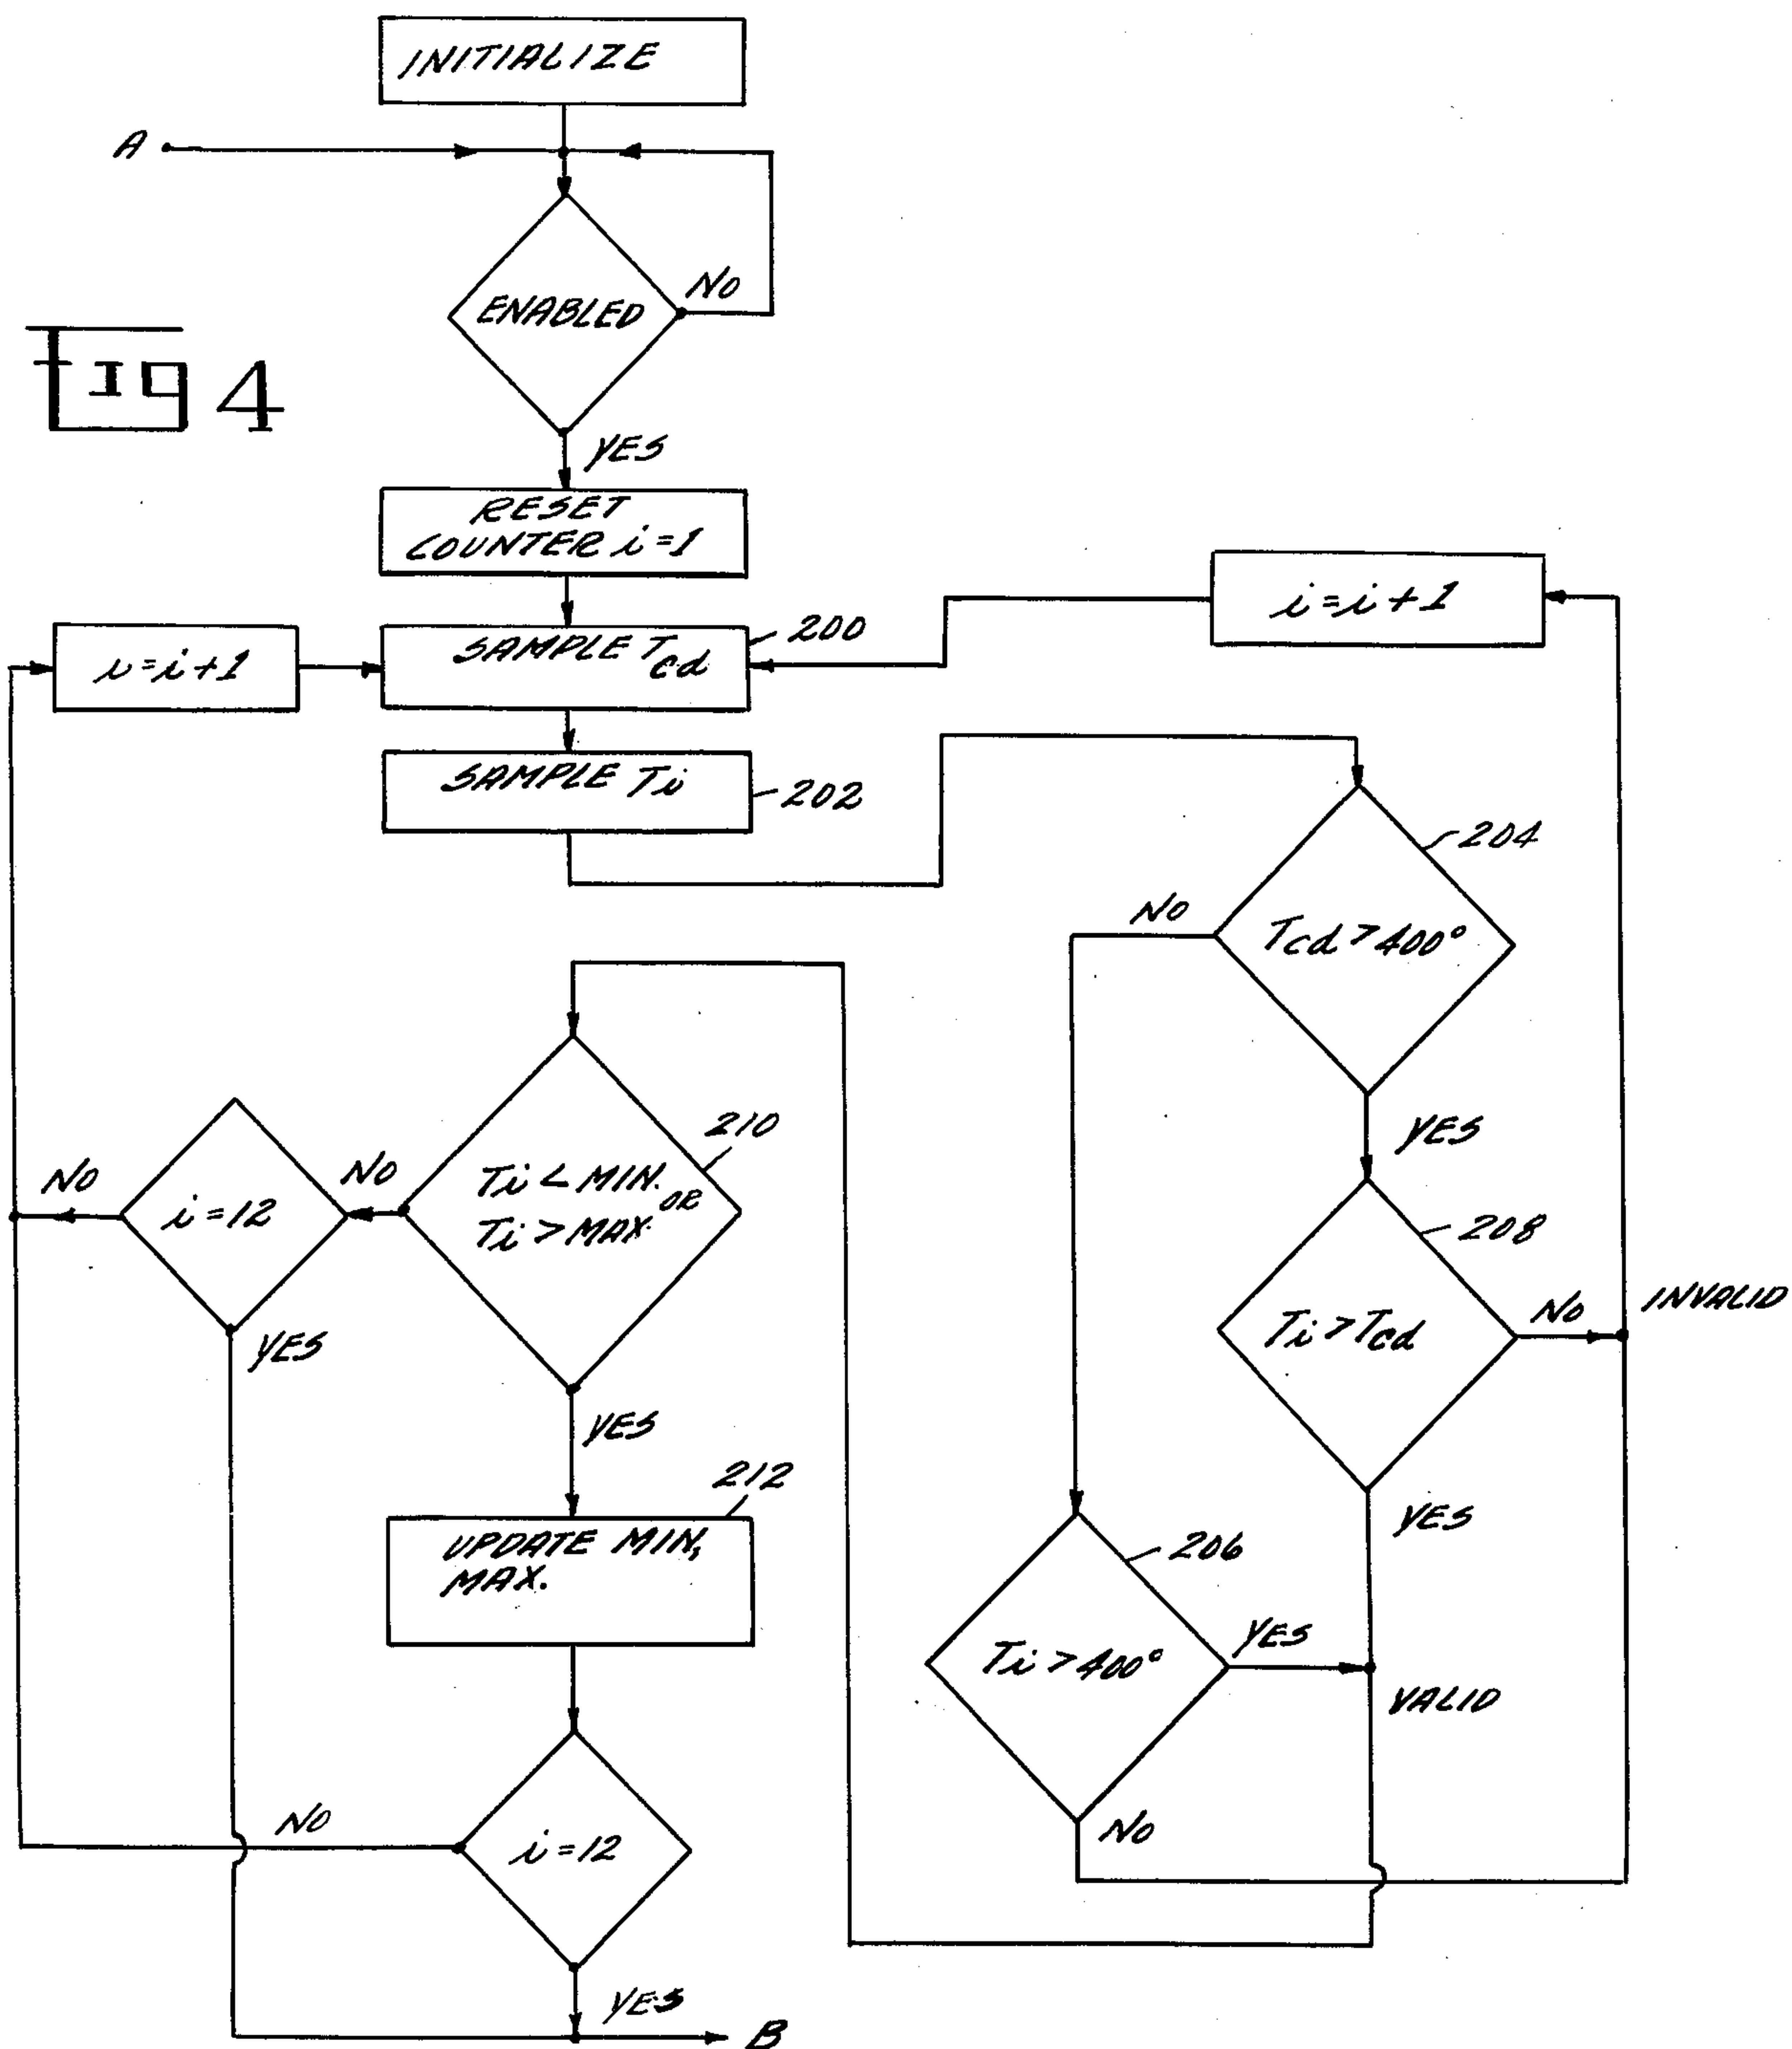 INITIALIZE
A
ENABLED
NO
FIG 4
YES
RESET
COUNTER i=1
i=i+1
i=i+1
SAMPLE Tcd
200
SAMPLE Ti
202
204
NO
Tcd>400°
YES
210
Ti<MIN. OR
Ti>MAX.
NO
i=12
NO
YES
208
Ti>Tcd
NO
INVALID
YES
YES
212
UPDATE MIN,
MAX.
206
Ti>400°
YES
VALID
NO
NO
i=12
YES
B